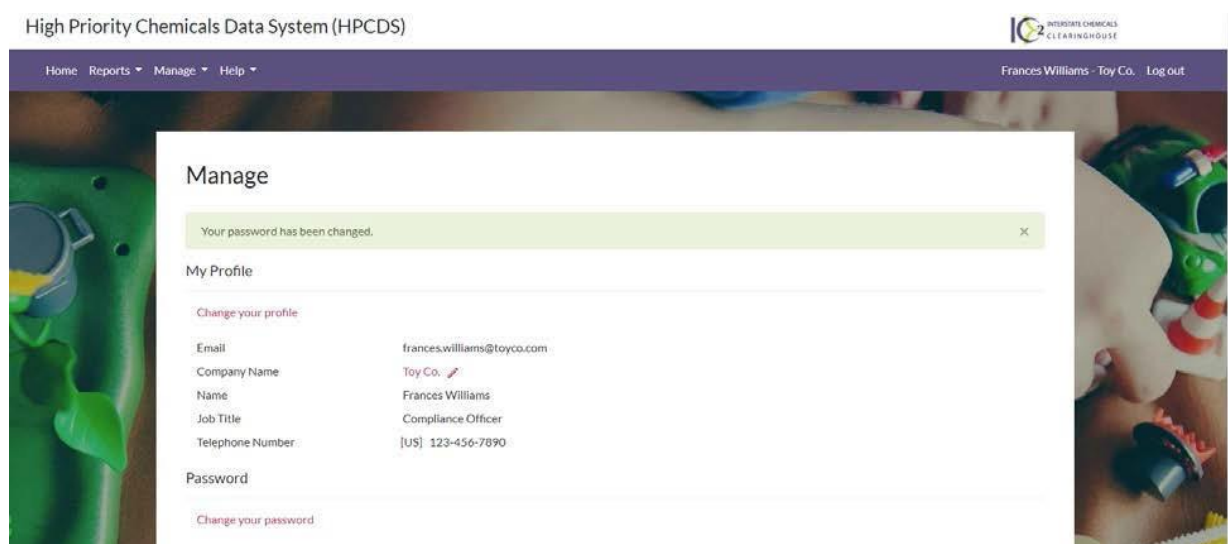 High Priority Chemicals Data System (HPCDS)
IC2 INTERSTATE CHEMICALS
CLEARINGHOUSE
Home Reports Manage Help Frances Williams - Toy Co. Log out
Manage
Your password has been changed. ×
My Profile
Change your profile
Email frances.williams@toyco.com
Company Name Toy Co.
Name Frances Williams
Job Title Compliance Officer
Telephone Number [US] 123-456-7890
Password
Change your password